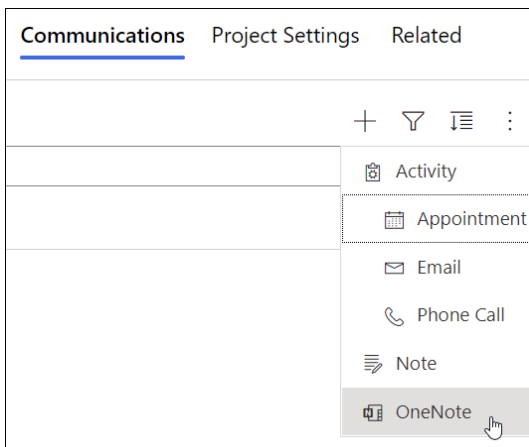 Communications Project Settings Related
Activity
Appointment
Email
Phone Call
Note
OneNote